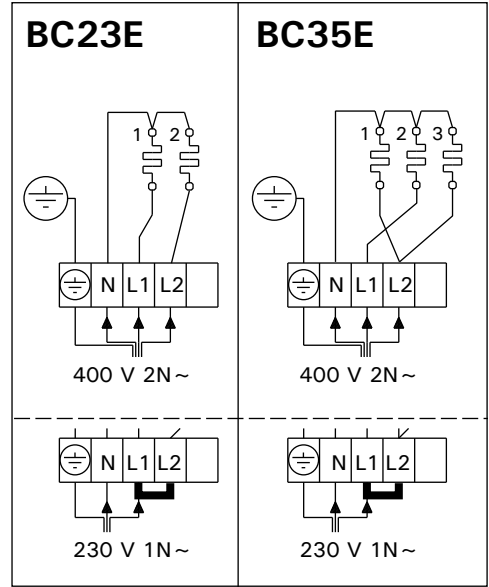 BC23E
1 2
N L1 L2
400 V 2N~
N L1 L2
230 V 1N~
BC35E
1 2 3
N L1 L2
400 V 2N~
N L1 L2
230 V 1N~